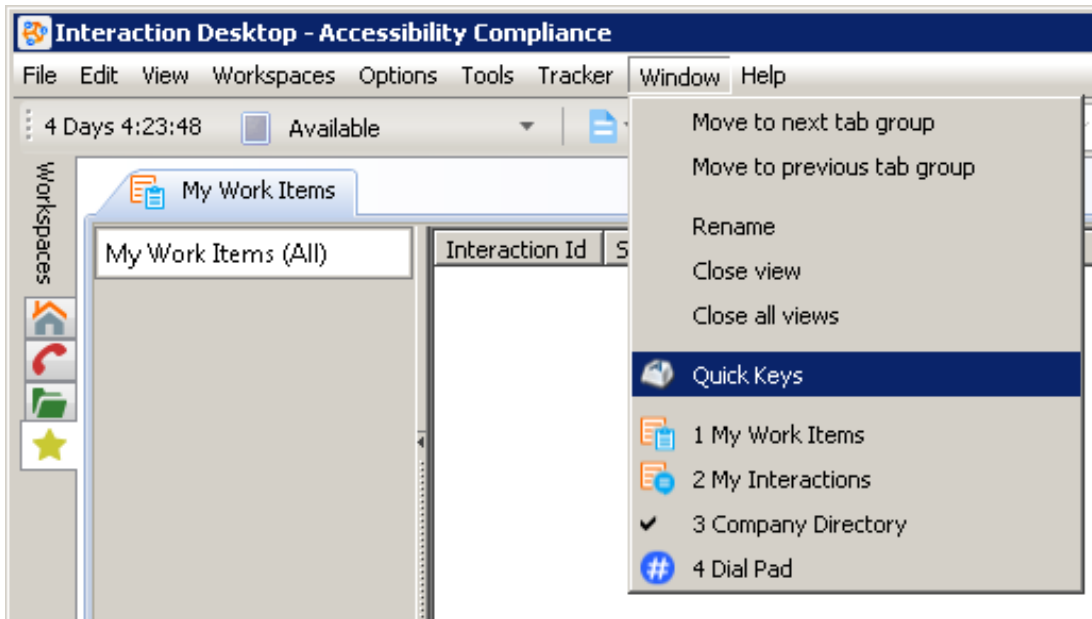 Interaction Desktop - Accessibility Compliance
File Edit View Workspaces Options Tools Tracker Window Help
4 Days 4:23:48 Available
Workspaces
My Work Items
My Work Items (All)
Interaction Id S
Move to next tab group
Move to previous tab group
Rename
Close view
Close all views
Quick Keys
1 My Work Items
2 My Interactions
3 Company Directory
# 4 Dial Pad